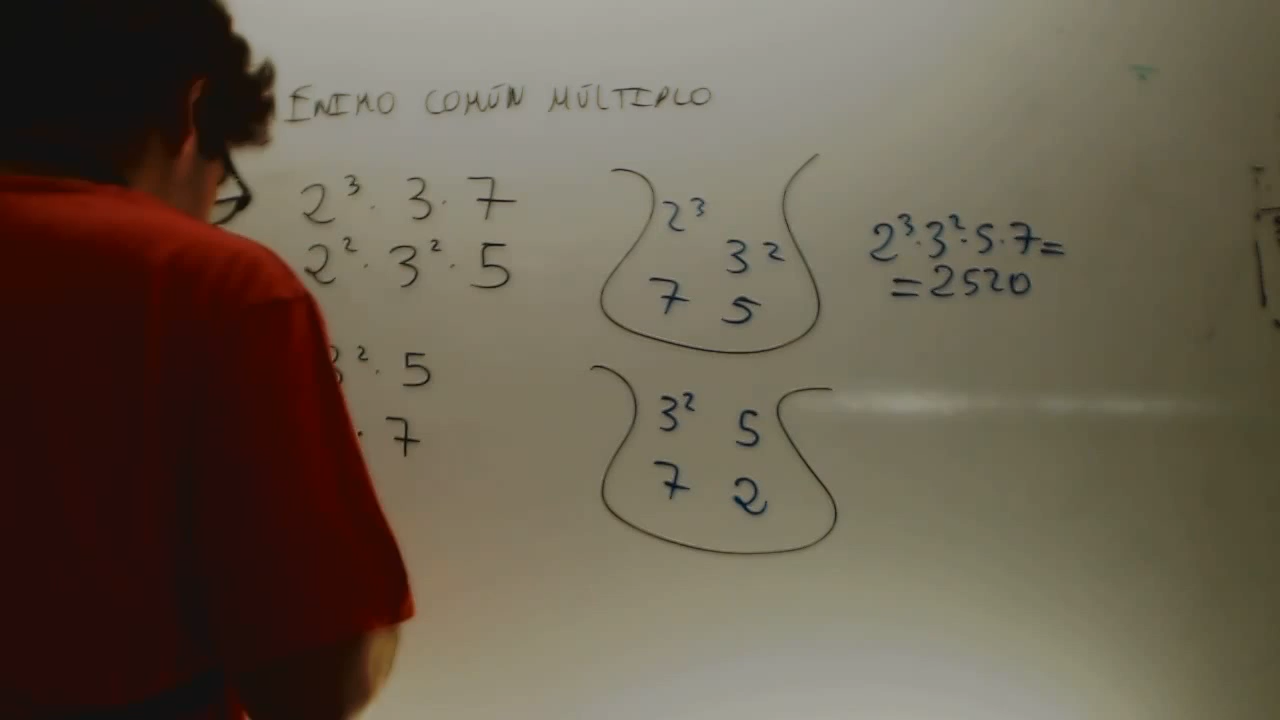 ENIMO COMÚN MÚLTIPLO
2³ · 3 · 7
2² · 3² · 5
3² · 5
· 7
2³
3²
7 5
2³·3²·5·7=
=2520
3² 5
7 2